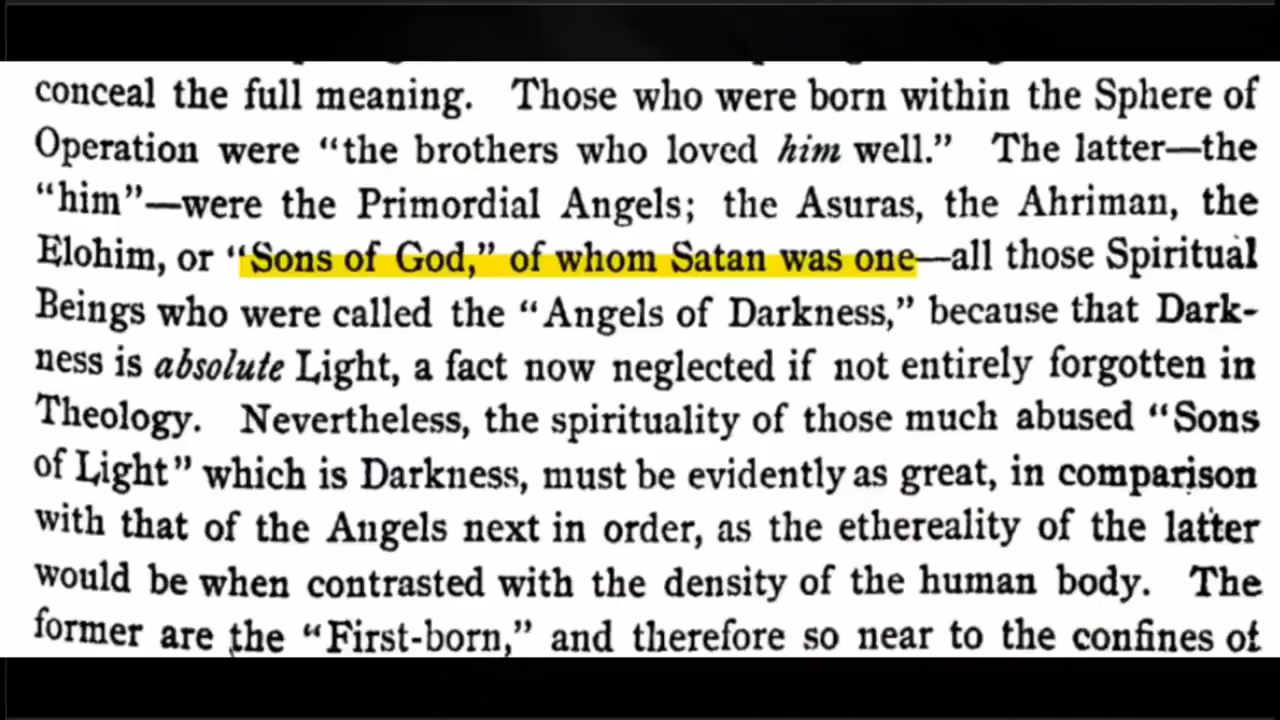 conceal the full meaning. Those who were born within the Sphere of
Operation were “the brothers who loved him well.” The latter—the
“him”—were the Primordial Angels; the Asuras, the Ahriman, the
Elohim, or “Sons of God,” of whom Satan was one—all those Spiritual
Beings who were called the “Angels of Darkness,” because that Dark-
ness is absolute Light, a fact now neglected if not entirely forgotten in
Theology. Nevertheless, the spirituality of those much abused “Sons
of Light” which is Darkness, must be evidently as great, in comparison
with that of the Angels next in order, as the ethereality of the latter
would be when contrasted with the density of the human body. The
former are the “First-born,” and therefore so near to the confines of